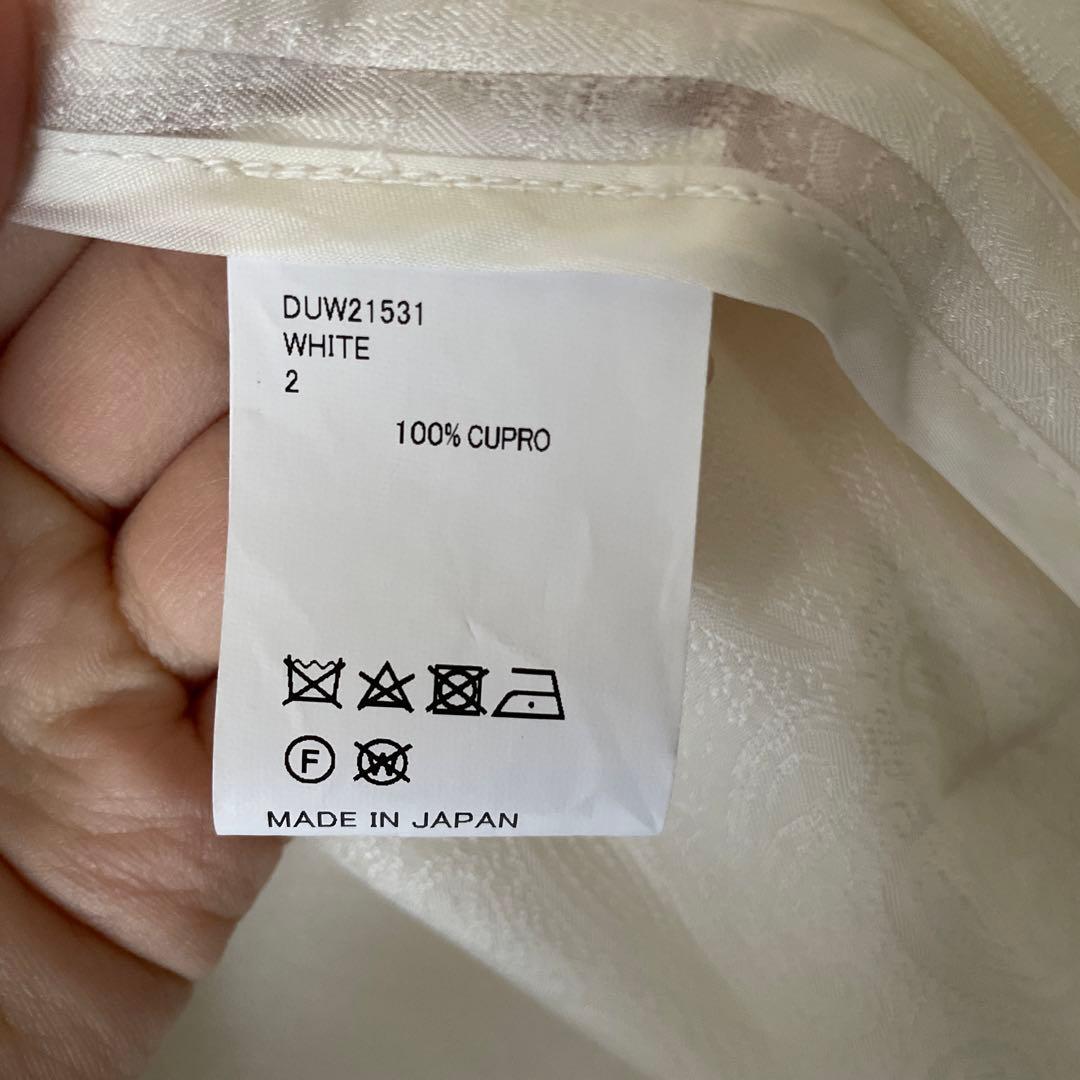 DUW21531
WHITE
2
100% CUPRO
F
W
MADE IN JAPAN